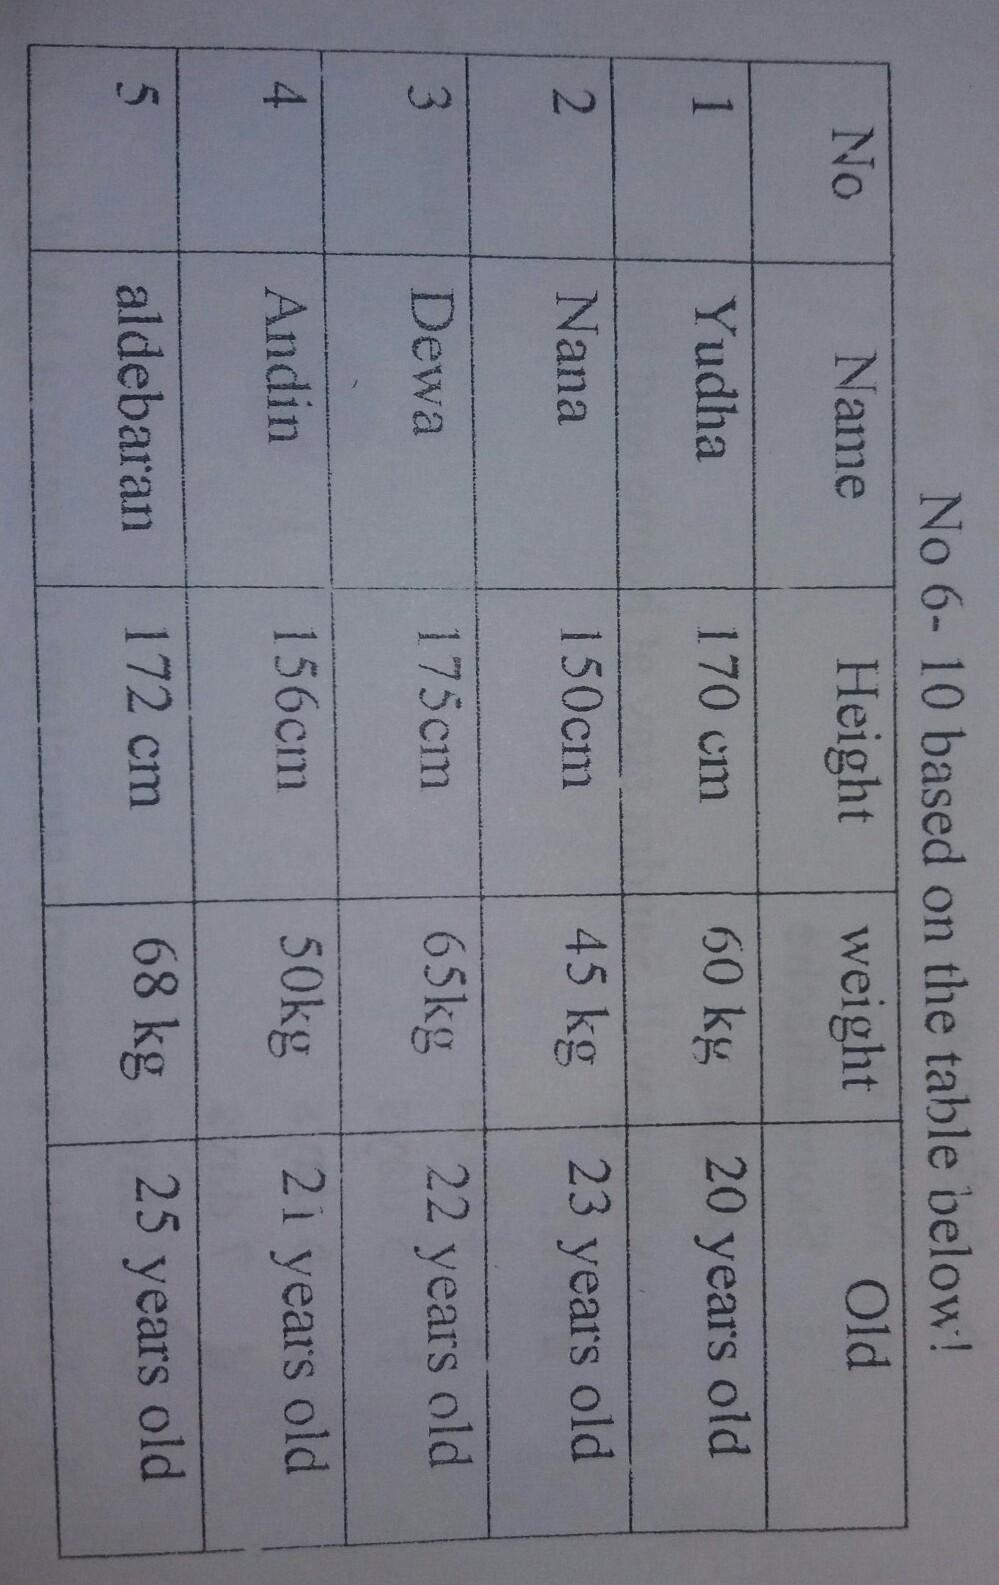 No 6- 10 based on the table below!
No Name Height weight Old
1 Yudha 170 cm 60 kg 20 years old
2 Nana 150cm 45 kg 23 years old
3 Dewa 175cm 65kg 22 years old
4 Andin 156cm 50kg 21 years old
5 aldebaran 172 cm 68 kg 25 years old